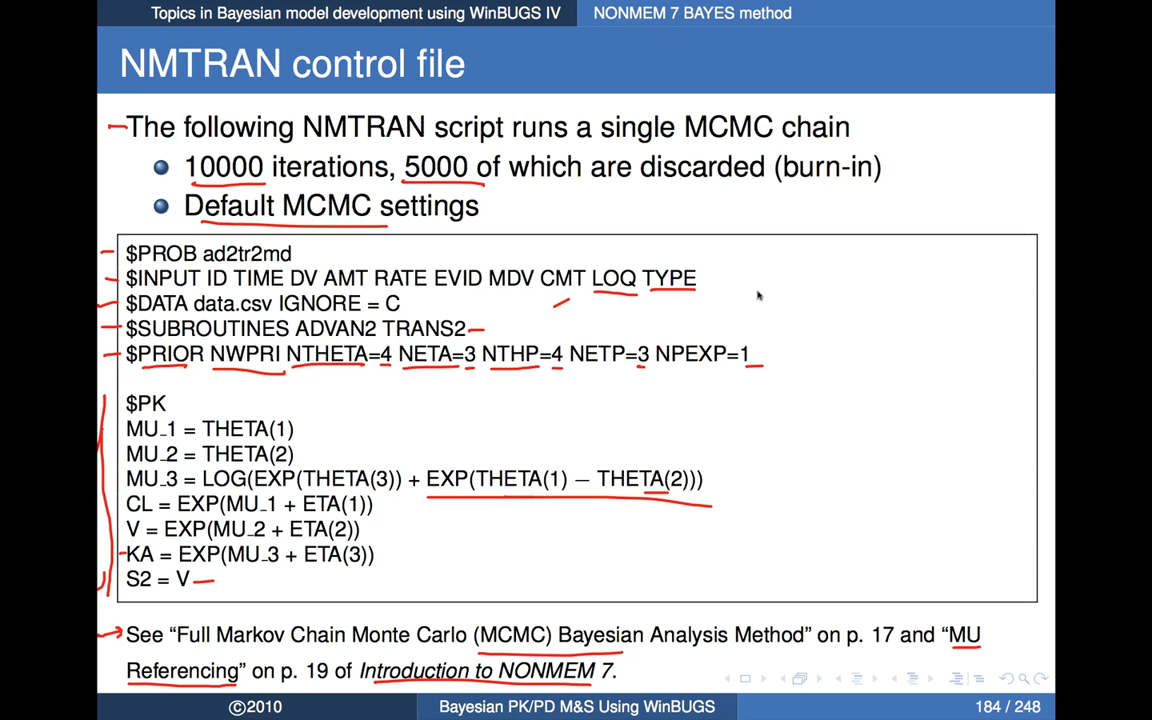 Topics in Bayesian model development using WinBUGS IV NONMEM 7 BAYES method
NMTRAN control file
The following NMTRAN script runs a single MCMC chain
10000 iterations, 5000 of which are discarded (burn-in)
Default MCMC settings
$PROB ad2tr2md
$INPUT ID TIME DV AMT RATE EVID MDV CMT LOQ TYPE
$DATA data.csv IGNORE = C
$SUBROUTINES ADVAN2 TRANS2
$PRIOR NWPRI NTHETA=4 NETA=3 NTHP=4 NETP=3 NPEXP=1
$PK
MU_1 = THETA(1)
MU_2 = THETA(2)
MU_3 = LOG(EXP(THETA(3)) + EXP(THETA(1) − THETA(2)))
CL = EXP(MU_1 + ETA(1))
V = EXP(MU_2 + ETA(2))
KA = EXP(MU_3 + ETA(3))
S2 = V
See “Full Markov Chain Monte Carlo (MCMC) Bayesian Analysis Method” on p. 17 and “MU
Referencing” on p. 19 of Introduction to NONMEM 7.
©2010 Bayesian PK/PD M&S Using WinBUGS 184 / 248